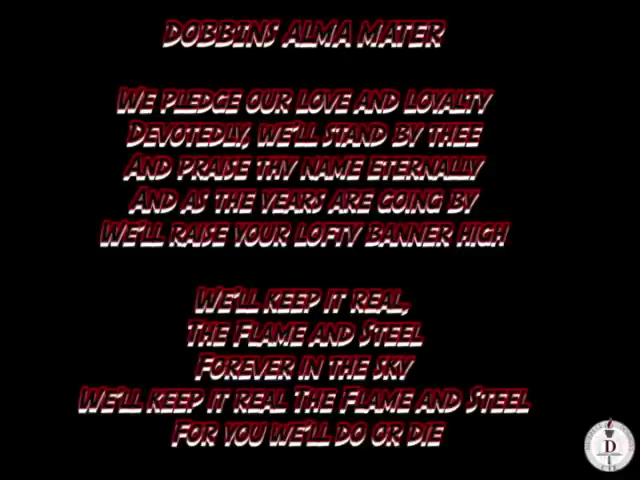 DOBBINS ALMA MATER
WE PLEDGE OUR LOVE AND LOYALTY
DEVOTEDLY, WE'LL STAND BY THEE
AND PRAISE THY NAME ETERNALLY
AND AS THE YEARS ARE GOING BY
WE'LL RAISE YOUR LOFTY BANNER HIGH
WE'LL KEEP IT REAL,
THE FLAME AND STEEL
FOREVER IN THE SKY
WE'LL KEEP IT REAL THE FLAME AND STEEL
FOR YOU WE'LL DO OR DIE
D